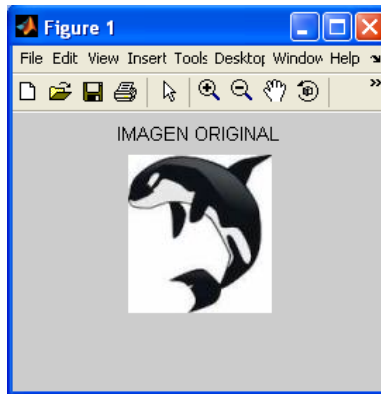 Figure 1
File Edit View Insert Tools Desktop Window Help
IMAGEN ORIGINAL